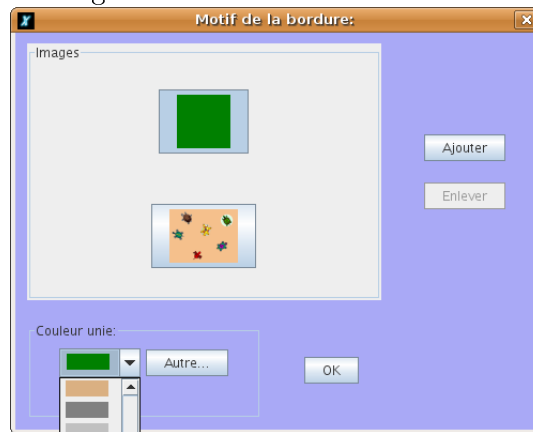 Motif de la bordure:
Images
Ajouter
Enlever
Couleur unie:
Autre...
OK